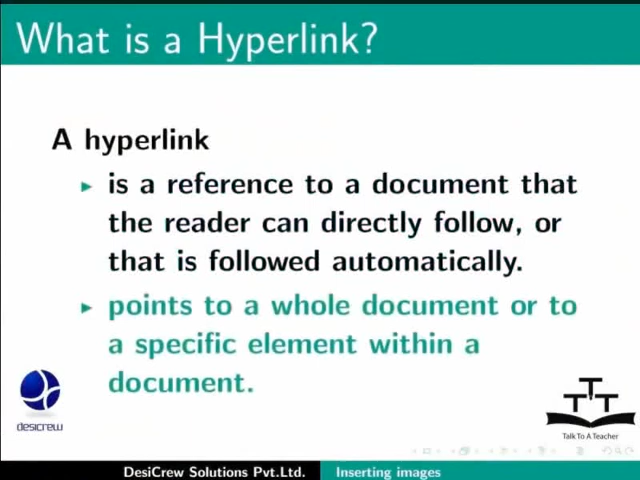 What is a Hyperlink?
A hyperlink
is a reference to a document that
the reader can directly follow, or
that is followed automatically.
points to a whole document or to
a specific element within a
document.
desicrew
TTT
Talk To A Teacher
DesiCrew Solutions Pvt.Ltd.
Inserting images